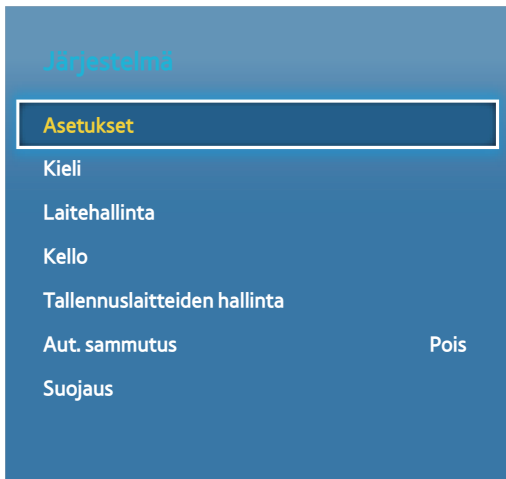 Järjestelmä
Asetukset
Kieli
Laitehallinta
Kello
Tallennuslaitteiden hallinta
Aut. sammutus Pois
Suojaus